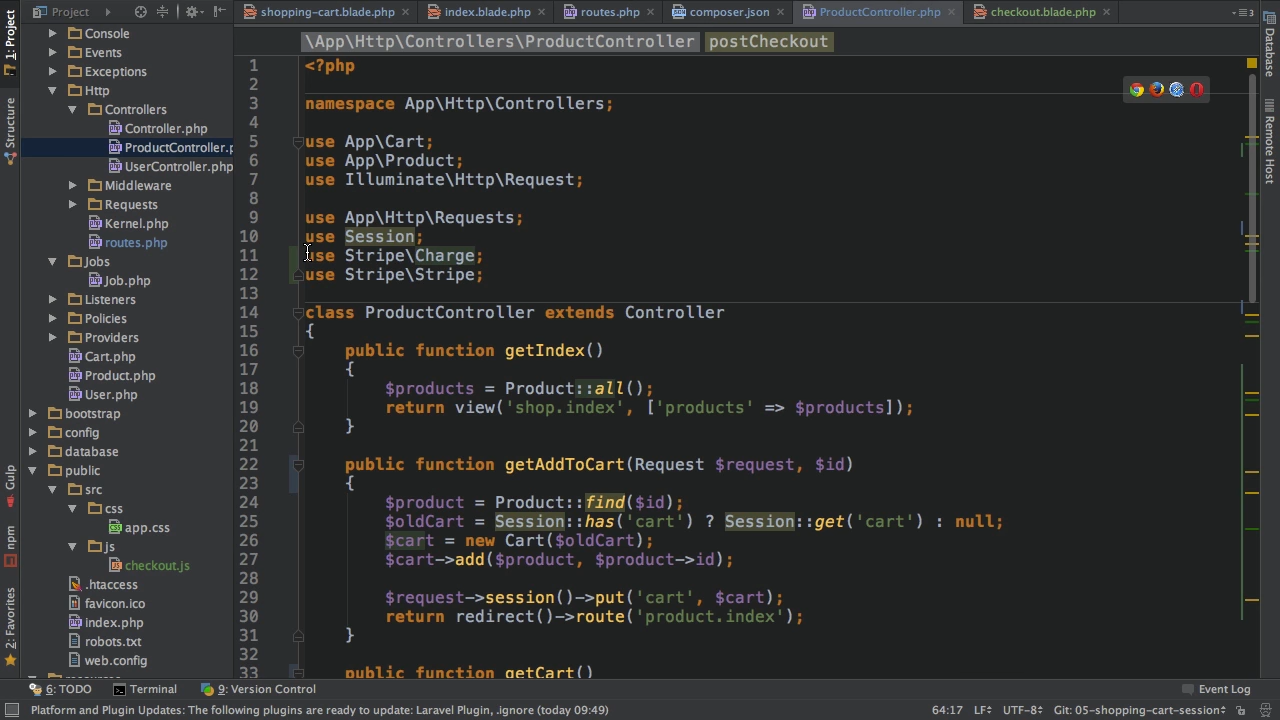 1: Project
Structure
Gulp
npm
2: Favorites
Project
Console
Events
Exceptions
Http
Controllers
Controller.php
ProductController.p
UserController.php
Middleware
Requests
Kernel.php
routes.php
Jobs
Job.php
Listeners
Policies
Providers
Cart.php
Product.php
User.php
bootstrap
config
database
public
src
css
app.css
js
checkout.js
.htaccess
favicon.ico
index.php
robots.txt
web.config
shopping-cart.blade.php index.blade.php routes.php composer.json ProductController.php checkout.blade.php
\App\Http\Controllers\ProductController postCheckout
1 <?php
2
3 namespace App\Http\Controllers;
4
5 use App\Cart;
6 use App\Product;
7 use Illuminate\Http\Request;
8
9 use App\Http\Requests;
10 use Session;
11 use Stripe\Charge;
12 use Stripe\Stripe;
13
14 class ProductController extends Controller
15 {
16 public function getIndex()
17 {
18 $products = Product::all();
19 return view('shop.index', ['products' => $products]);
20 }
21
22 public function getAddToCart(Request $request, $id)
23 {
24 $product = Product::find($id);
25 $oldCart = Session::has('cart') ? Session::get('cart') : null;
26 $cart = new Cart($oldCart);
27 $cart->add($product, $product->id);
28
29 $request->session()->put('cart', $cart);
30 return redirect()->route('product.index');
31 }
32
33 public function getCart()
Database
Remote Host
6: TODO Terminal 9: Version Control Event Log
Platform and Plugin Updates: The following plugins are ready to update: Laravel Plugin, .ignore (today 09:49) 64:17 LF UTF-8 Git: 05-shopping-cart-session